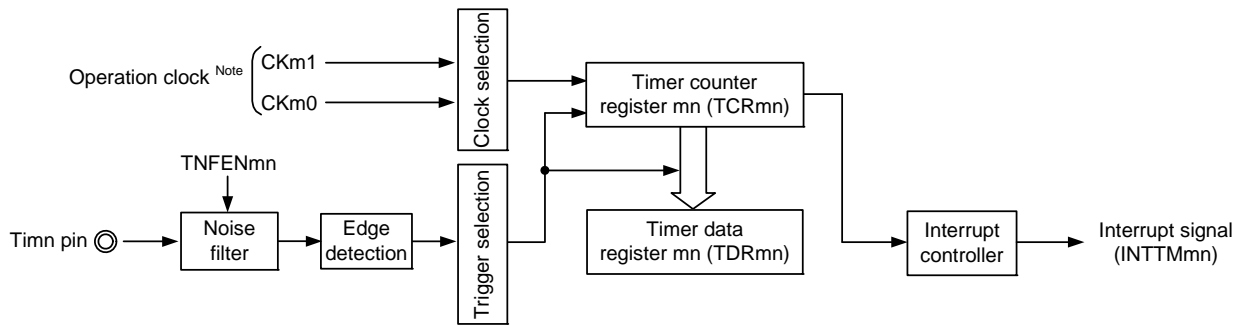 Operation clock Note
CKm1
CKm0
Clock selection
Timer counter
register mn (TCRmn)
TNFENmn
Timn pin
Noise
filter
Edge
detection
Trigger selection
Timer data
register mn (TDRmn)
Interrupt
controller
Interrupt signal
(INTTMmn)